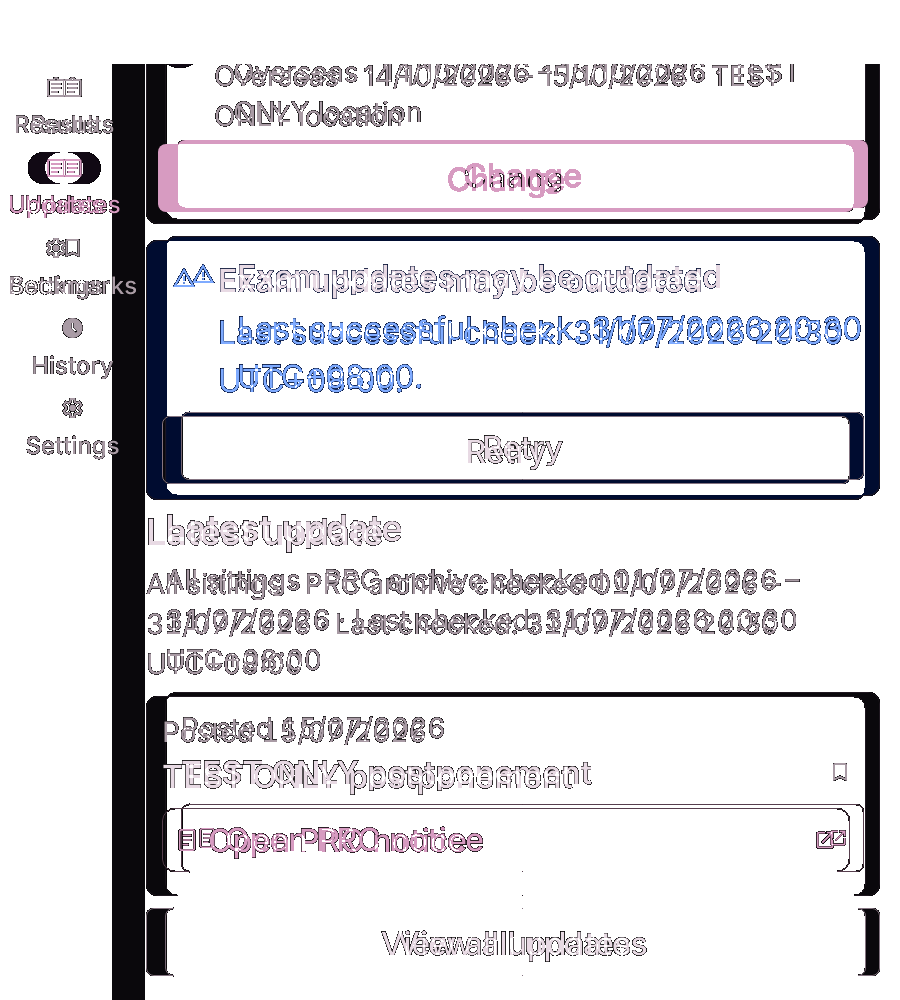 Results
Updates
Bookmarks
History
Settings
Overseas 14/10/2026 – 15/10/2026 TEST
ONLY location
Change
Exam updates may be outdated
Last successful check: 31/07/2026 20:30
UTC+08:00.
Retry
Latest update
All sittings · PRC archive checked 01/07/2026 –
31/07/2026 · Last checked: 31/07/2026 20:30
UTC+08:00
Posted 15/07/2026
TEST ONLY postponement
Open PRC notice
View all updates